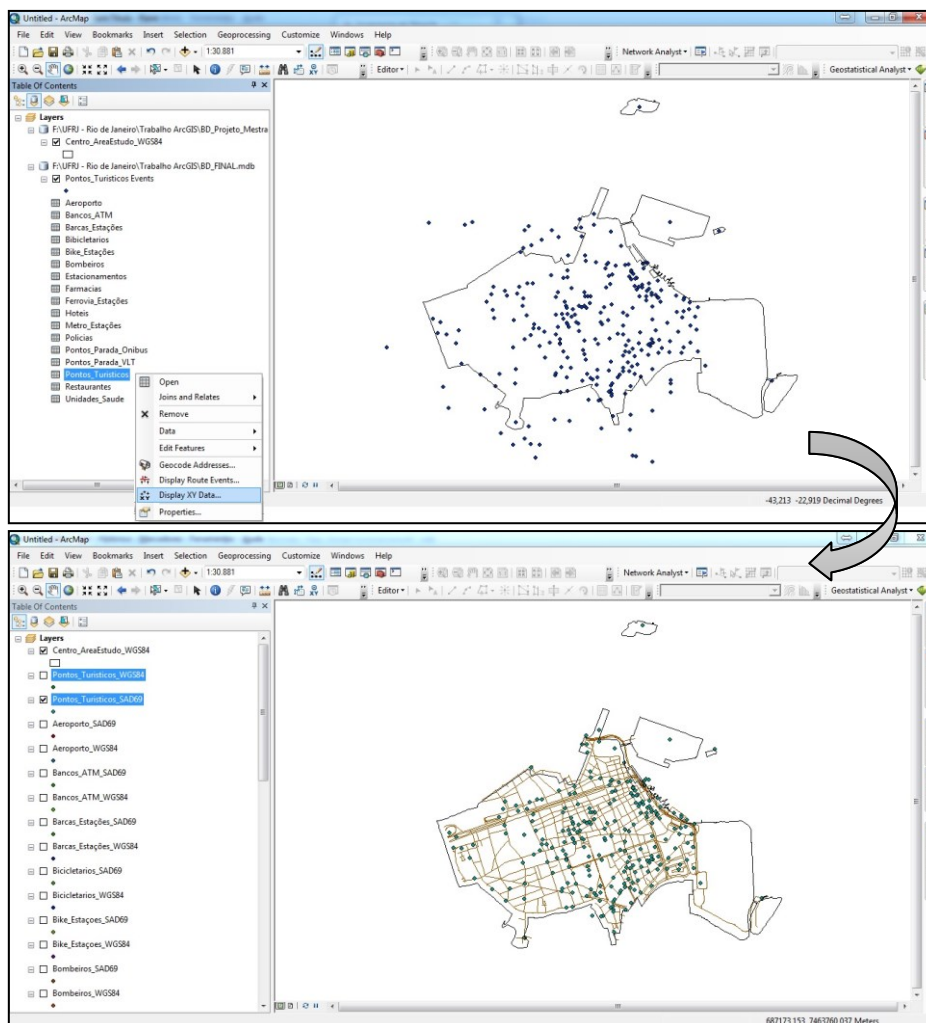 Untitled - ArcMap
File Edit View Bookmarks Insert Selection Geoprocessing Customize Windows Help
1:30.881
Network Analyst
Editor
Geostatistical Analyst
Table Of Contents
Layers
F:\UFRJ - Rio de Janeiro\Trabalho ArcGIS\BD_Projeto_Mestra
Centro_AreaEstudo_WGS84
F:\UFRJ - Rio de Janeiro\Trabalho ArcGIS\BD_FINAL.mdb
Pontos_Turisticos Events
Aeroporto
Bancos_ATM
Barcas_Estações
Bibicletarios
Bike_Estações
Bombeiros
Estacionamentos
Farmacias
Ferrovia_Estações
Hoteis
Metro_Estações
Policias
Pontos_Parada_Onibus
Pontos_Parada_VLT
Pontos_Turisticos
Restaurantes
Unidades_Saude
Open
Joins and Relates
Remove
Data
Edit Features
Geocode Addresses...
Display Route Events...
Display XY Data...
Properties...
-43,213 -22,919 Decimal Degrees
Untitled - ArcMap
File Edit View Bookmarks Insert Selection Geoprocessing Customize Windows Help
1:30.881
Network Analyst
Editor
Geostatistical Analyst
Table Of Contents
Layers
Centro_AreaEstudo_WGS84
Pontos_Turisticos_WGS84
Pontos_Turisticos_SAD69
Aeroporto_SAD69
Aeroporto_WGS84
Bancos_ATM_SAD69
Bancos_ATM_WGS84
Barcas_Estações_SAD69
Barcas_Estações_WGS84
Bicicletarios_SAD69
Bicicletarios_WGS84
Bike_Estaçoes_SAD69
Bike_Estaçoes_WGS84
Bombeiros_SAD69
Bombeiros_WGS84
687173,153 7463760,037 Meters